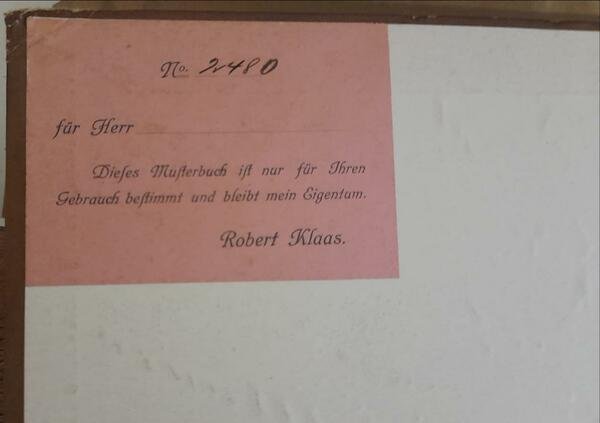 No. 2480
für Herr
Dieſes Muſterbuch iſt nur für Ihren
Gebrauch beſtimmt und bleibt mein Eigentum.
Robert Klaas.